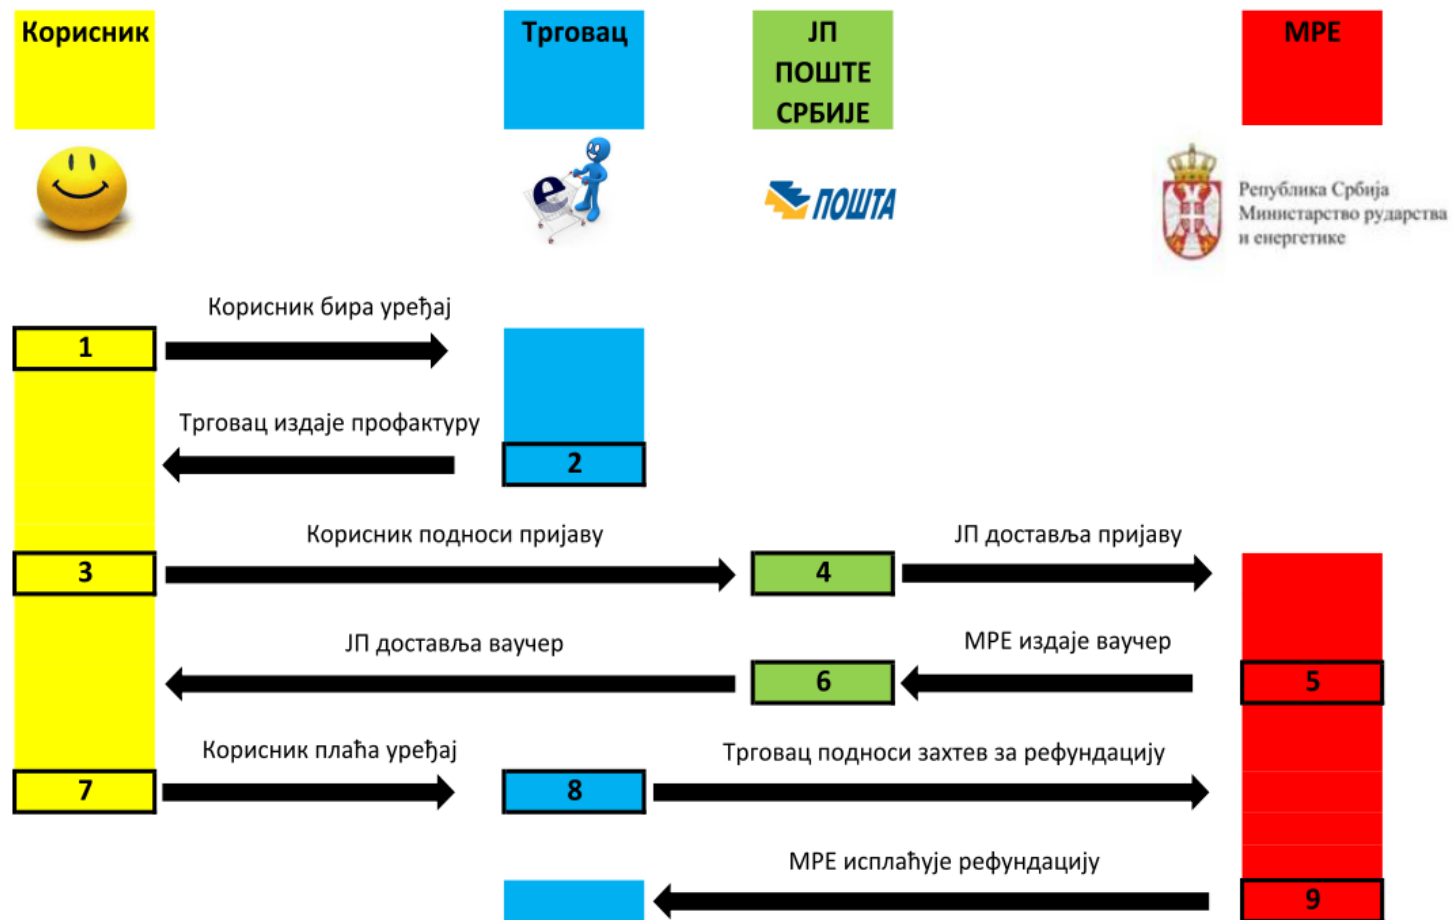 Корисник
Трговац
ЈП
ПОШТЕ
СРБИЈЕ
МРЕ
e
ПОШТА
Република Србија
Министарство рударства
и енергетике
Корисник бира уређај
1
Трговац издаје профактуру
2
Корисник подноси пријаву
ЈП доставља пријаву
3
4
ЈП доставља ваучер
МРЕ издаје ваучер
6
5
Корисник плаћа уређај
Трговац подноси захтев за рефундацију
7
8
МРЕ исплаћује рефундацију
9